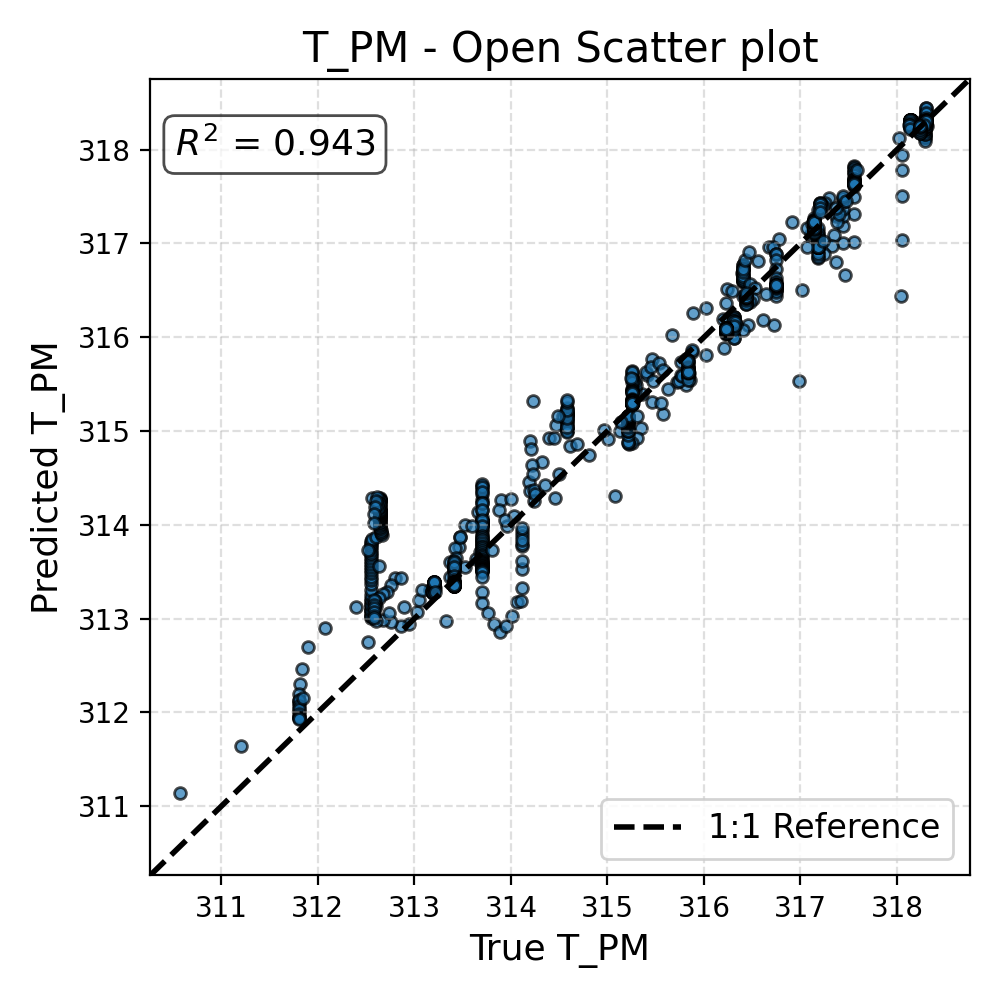 T_PM - Open Scatter plot
R² = 0.943
318
317
316
315
314
313
312
311
Predicted T_PM
1:1 Reference
311 312 313 314 315 316 317 318
True T_PM